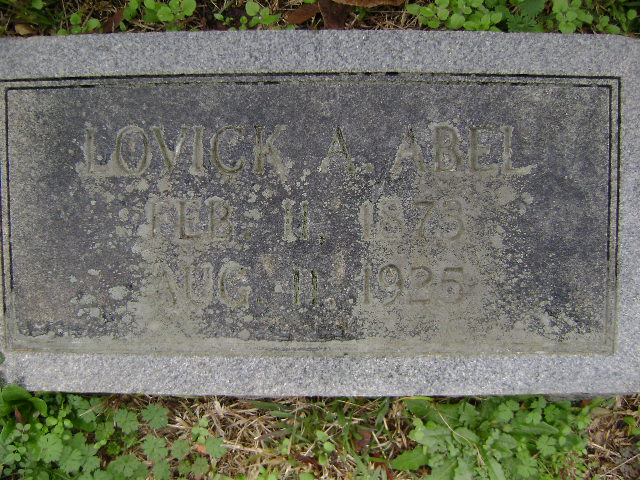 LOVICK A. ABEL
FEB. 11, 1873
AUG. 11, 1925